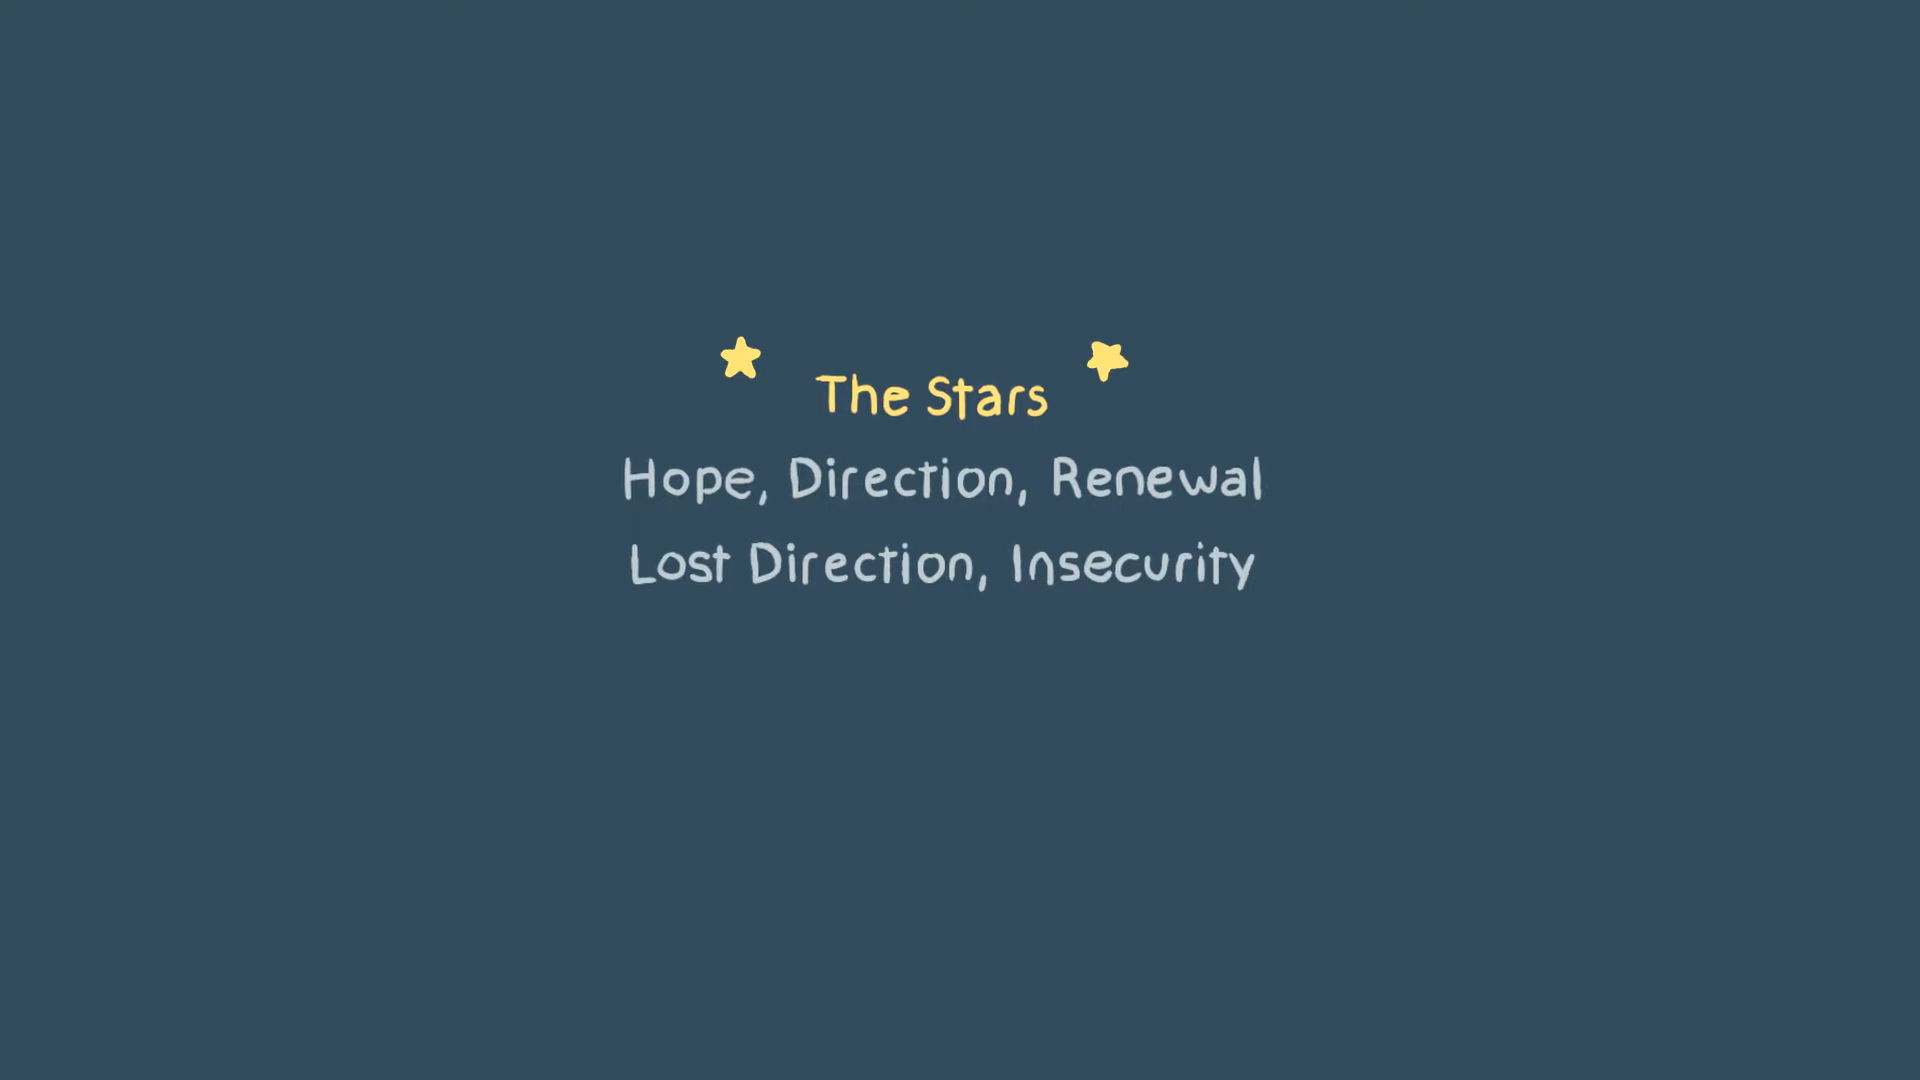 The Stars
Hope, Direction, Renewal
Lost Direction, Insecurity